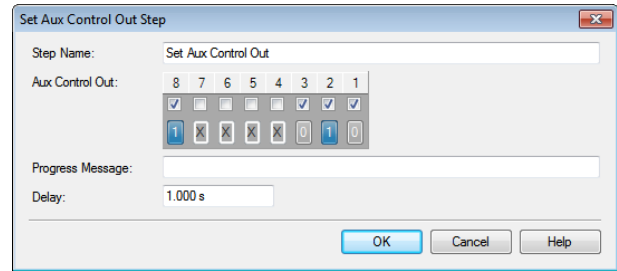 Set Aux Control Out Step
Step Name: Set Aux Control Out
Aux Control Out: 8 7 6 5 4 3 2 1
1 X X X X 0 1 0
Progress Message:
Delay: 1.000 s
OK Cancel Help